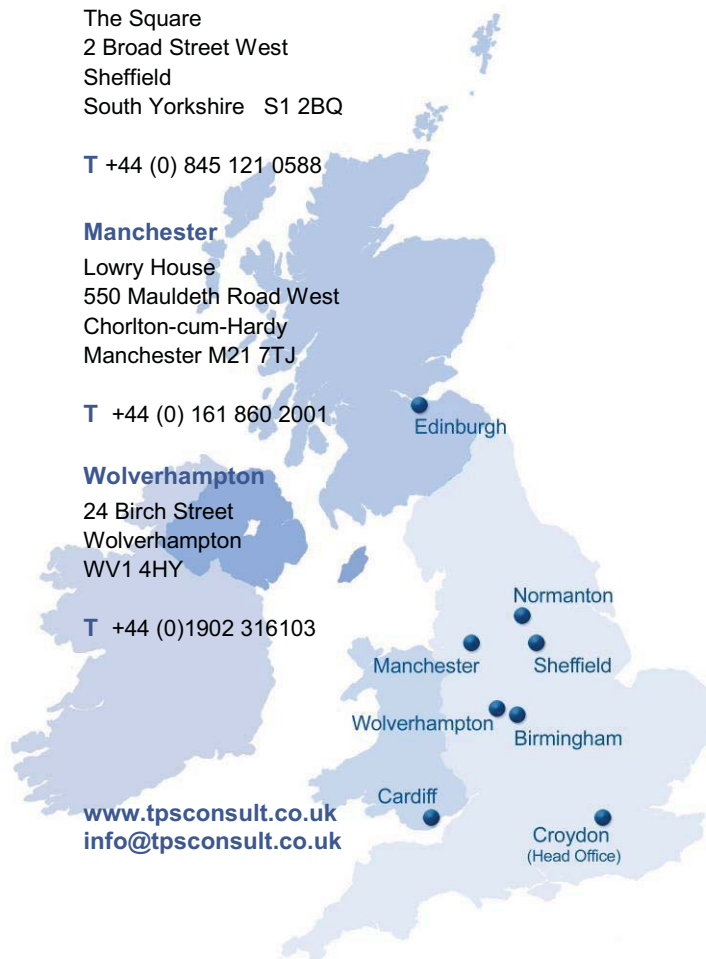 The Square
2 Broad Street West
Sheffield
South Yorkshire   S1 2BQ
T +44 (0) 845 121 0588
Manchester
Lowry House
550 Mauldeth Road West
Chorlton-cum-Hardy
Manchester M21 7TJ
T +44 (0) 161 860 2001
Wolverhampton
24 Birch Street
Wolverhampton
WV1 4HY
T +44 (0)1902 316103
www.tpsconsult.co.uk
info@tpsconsult.co.uk
Edinburgh
Normanton
Manchester
Sheffield
Wolverhampton
Birmingham
Cardiff
Croydon
(Head Office)